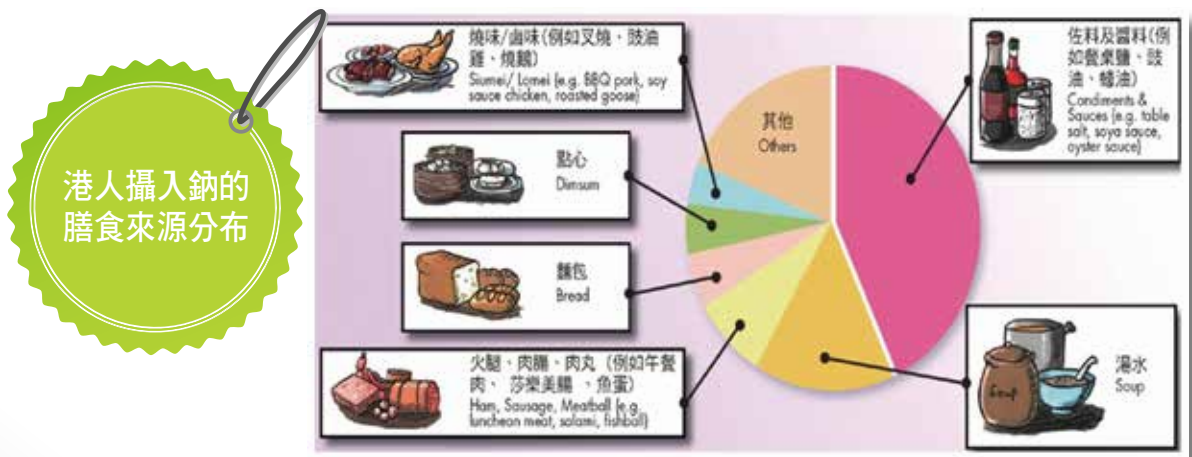 港人攝入鈉的
膳食來源分布
燒味/鹵味(例如叉燒、豉油
雞、燒鵝)
Siumei/ Lomei (e.g. BBQ pork, soy
sauce chicken, roasted goose)
點心
Dimsum
麵包
Bread
火腿、肉腸、肉丸 (例如午餐
肉、 莎樂美腸 、魚蛋)
Ham, Sausage, Meatball (e.g.
luncheon meat, salami, fishball)
其他
Others
佐料及醬料(例
如餐桌鹽、豉
油、蠔油)
Condiments &
Sauces (e.g. table
salt, soya sauce,
oyster sauce)
湯水
Soup
Soup